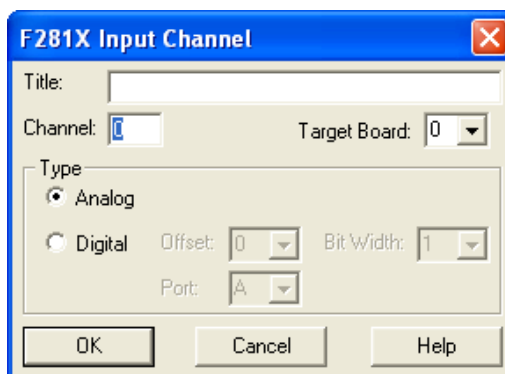 F281X Input Channel
Title:
Channel: 0 Target Board: 0
Type
Analog
Digital Offset: 0 Bit Width: 1
Port: A
OK Cancel Help